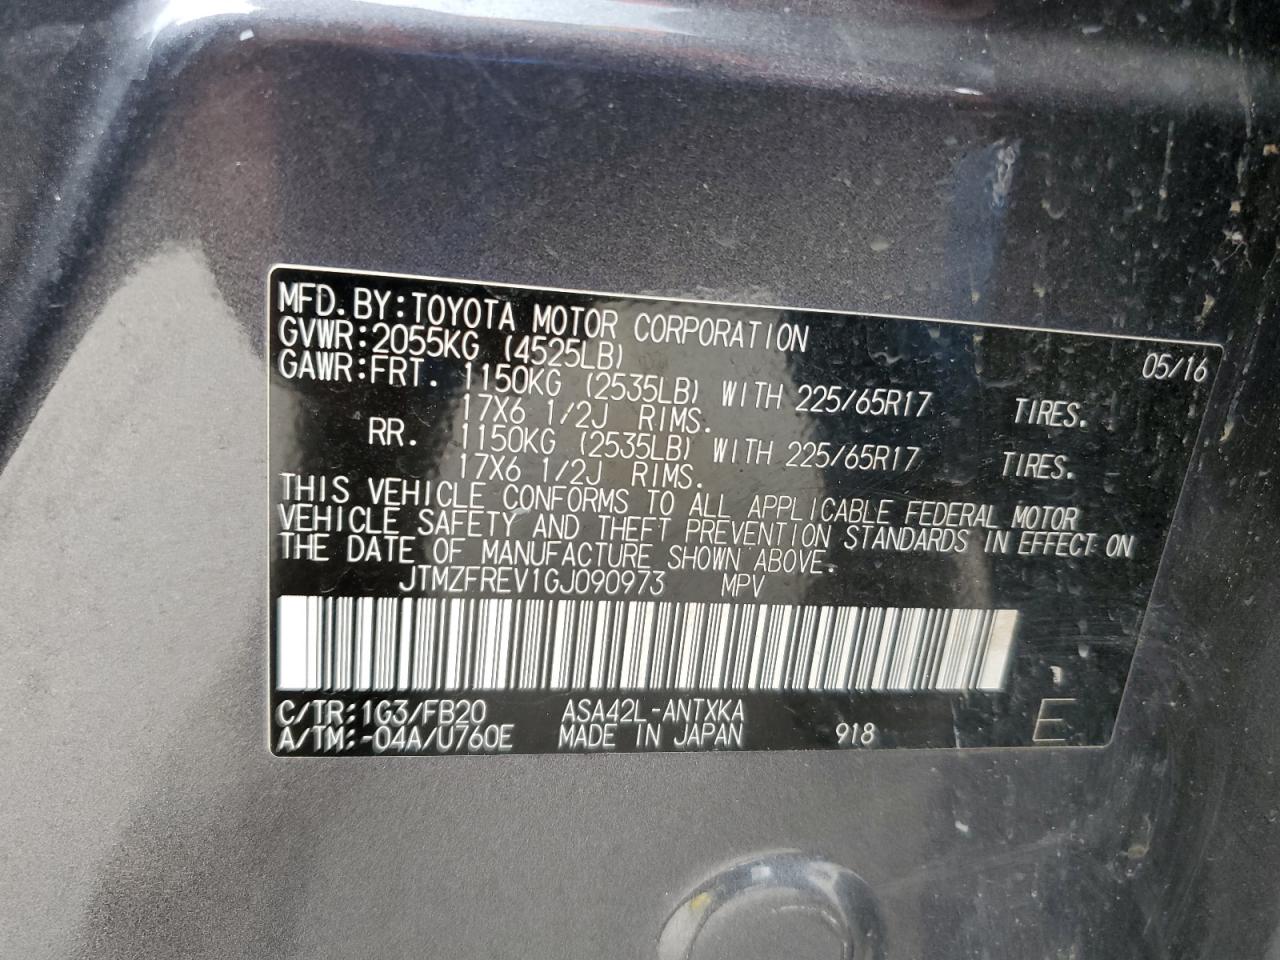 MFD. BY: TOYOTA MOTOR CORPORATION
GVWR: 2055KG (4525LB) 05/16
GAWR: FRT. 1150KG (2535LB) WITH 225/65R17 TIRES.
17X6 1/2J RIMS.
RR. 1150KG (2535LB) WITH 225/65R17 TIRES.
17X6 1/2J RIMS.
THIS VEHICLE CONFORMS TO ALL APPLICABLE FEDERAL MOTOR
VEHICLE SAFETY AND THEFT PREVENTION STANDARDS IN EFFECT ON
THE DATE OF MANUFACTURE SHOWN ABOVE.
JTMZFREV1GJ090973 MPV
C/TR: 1G3/FB20 ASA42L-ANTXKA
A/TM: -04A/U760E MADE IN JAPAN 918 E